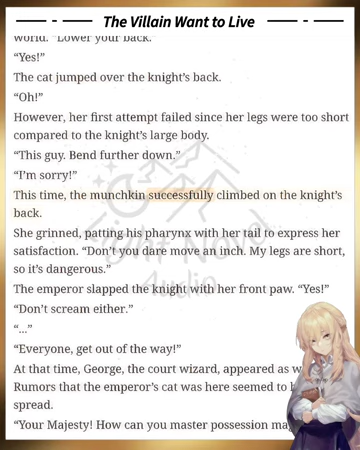 The Villain Want to Live
world. "Lower your back."
"Yes!"
The cat jumped over the knight's back.
"Oh!"
However, her first attempt failed since her legs were too short
compared to the knight's large body.
"This guy. Bend further down."
"I'm sorry!"
This time, the munchkin successfully climbed on the knight's
back.
She grinned, patting his pharynx with her tail to express her
satisfaction. "Don't you dare move an inch. My legs are short,
so it's dangerous."
The emperor slapped the knight with her front paw. "Yes!"
"Don't scream either."
"…"
"Everyone, get out of the way!"
At that time, George, the court wizard, appeared as
Rumors that the emperor's cat was here seemed to
spread.
"Your Majesty! How can you master possession
Light Novel
Audio